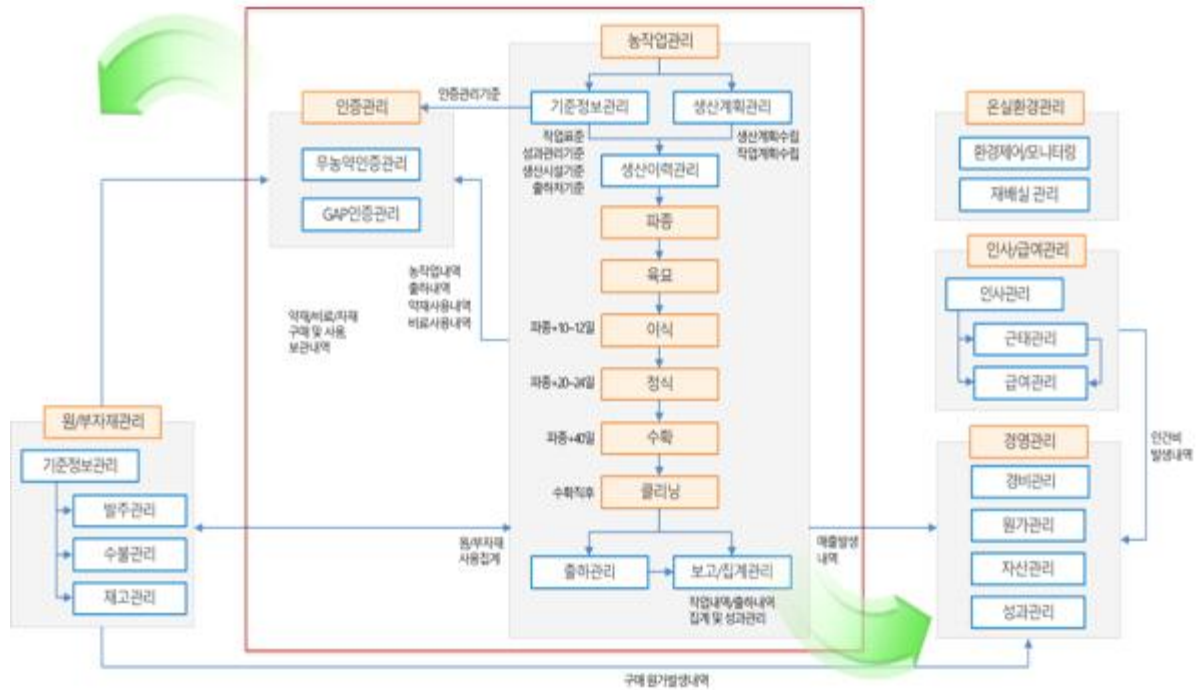 농작업관리
인증관리기준
인증관리
기준정보관리
생산계획관리
온실환경관리
작업표준
성과관리기준
생산시설기준
출하처기준
생산계획수립
작업계획수립
무농약인증관리
생산이력관리
환경제어/모니터링
GAP인증관리
재배실 관리
파종
농작업내역
출하내역
약재사용내역
비료사용내역
육묘
인사/급여관리
인사관리
약재/비료/자재
구매 및 사용,
보관내역
파종+10~12일
이식
근태관리
파종+20~24일
정식
급여관리
원/부자재관리
파종+40일
수확
경영관리
인건비
발생내역
기준정보관리
수확직후
클리닝
경비관리
발주관리
원가관리
수불관리
원/부자재
사용집계
매출발생
내역
출하관리
보고/집계관리
자산관리
재고관리
작업내역/출하내역
집계 및 성과관리
성과관리
구매 원가발생내역